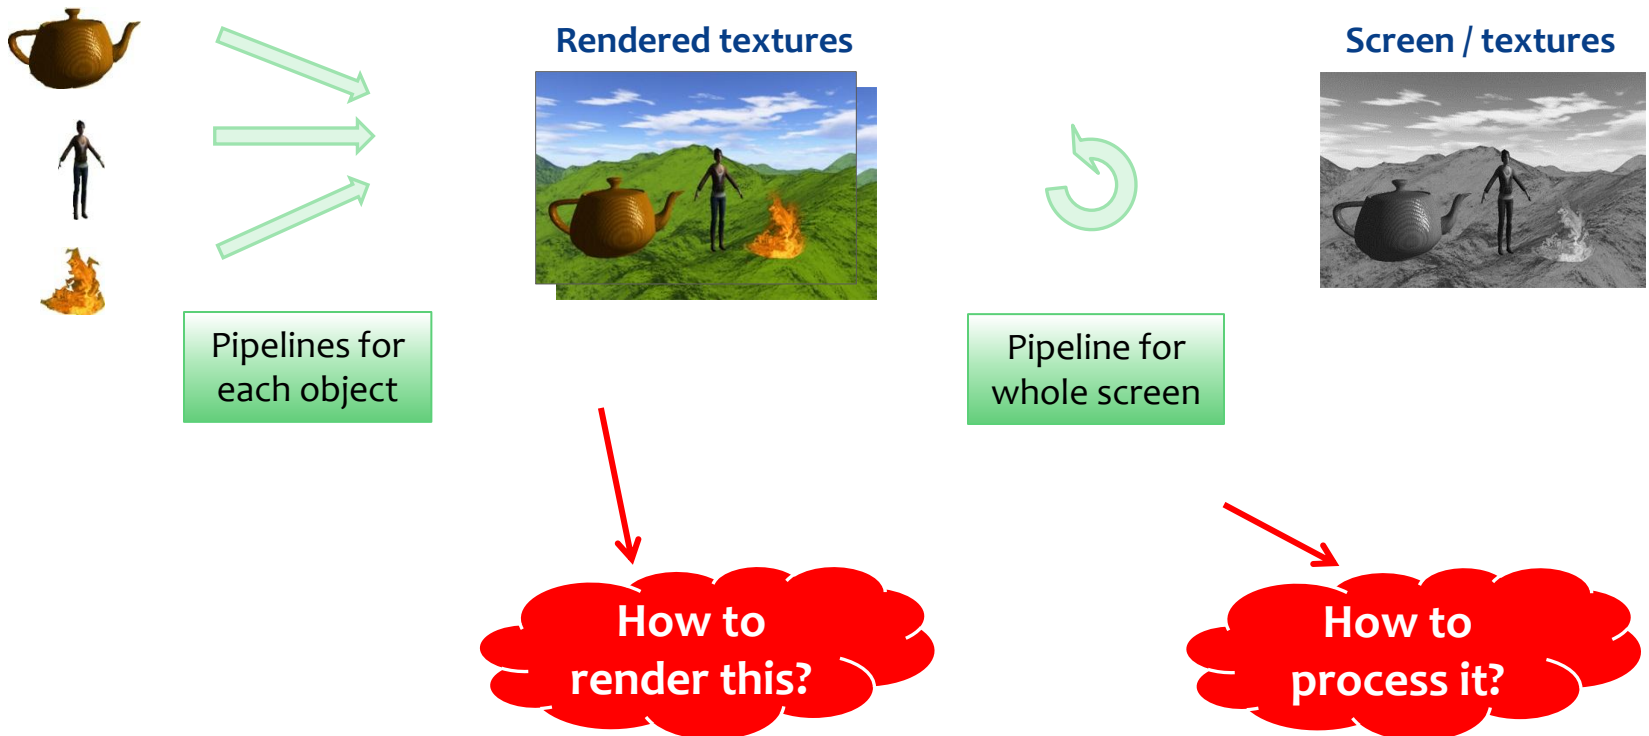 Rendered textures
Screen / textures
Pipelines for
each object
Pipeline for
whole screen
How to
render this?
How to
process it?